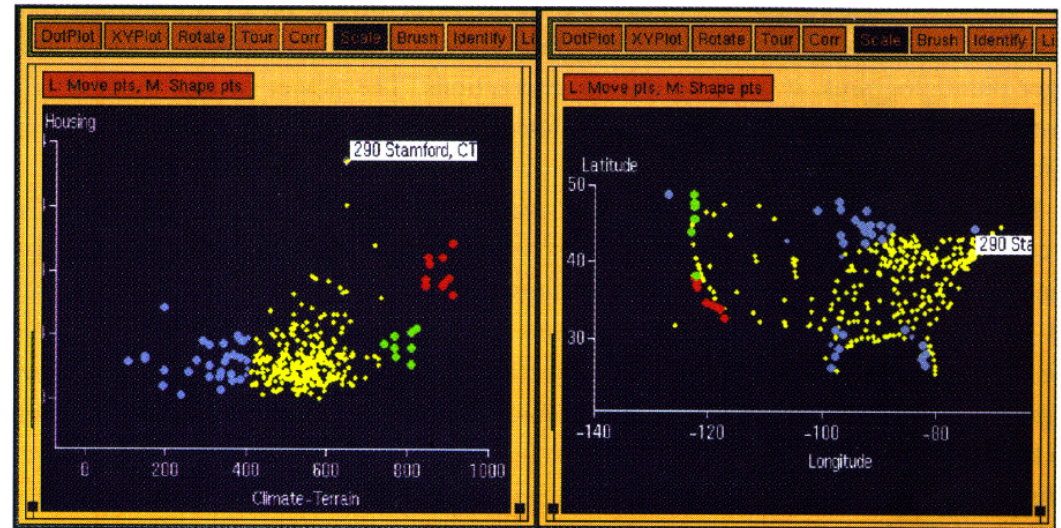 DotPlot XYPlot Rotate Tour Corr Scale Brush Identify
L: Move pts, M: Shape pts
Housing
290 Stamford, CT
0 200 400 600 800 1000
Climate-Terrain
DotPlot XYPlot Rotate Tour Corr Scale Brush Identify
L: Move pts, M: Shape pts
Latitude
50
290 Sta
40
30
-140 -120 -100 -80
Longitude